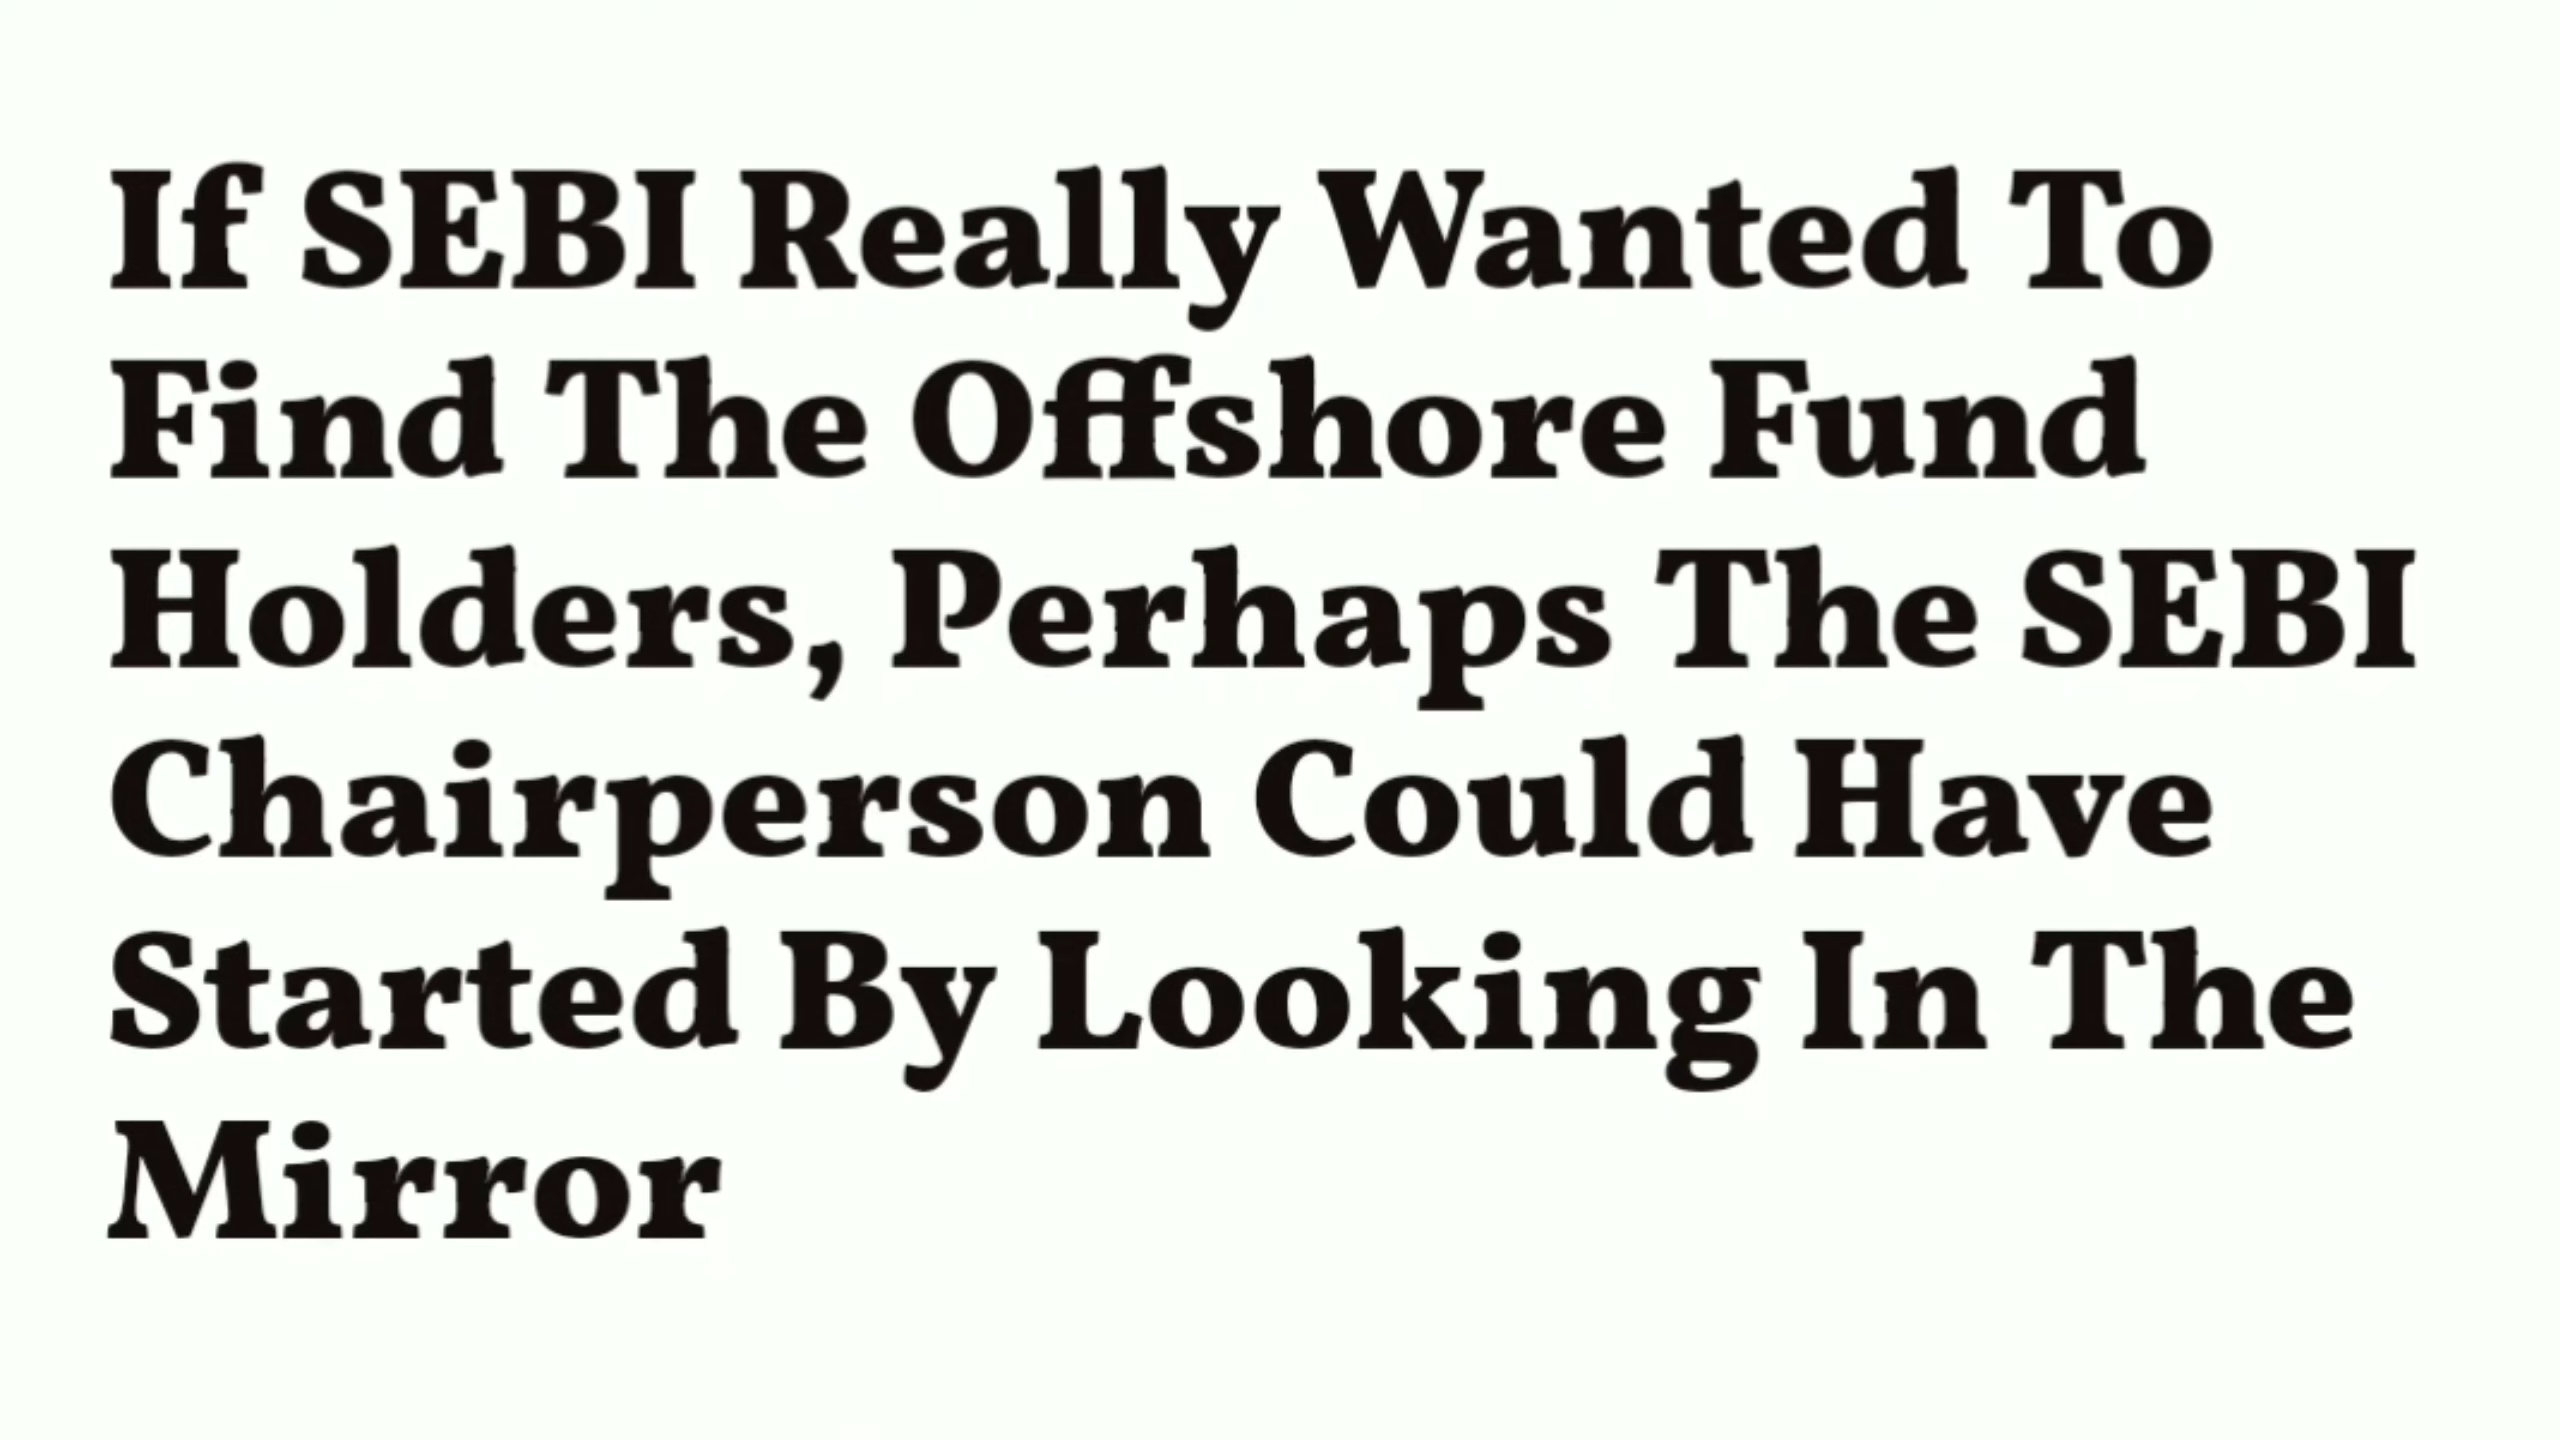 If SEBI Really Wanted To
Find The Offshore Fund
Holders, Perhaps The SEBI
Chairperson Could Have
Started By Looking In The
Mirror